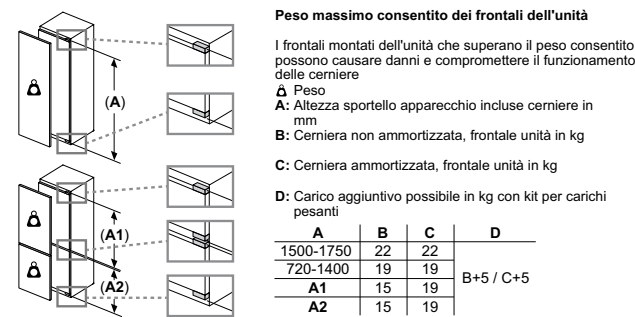 Peso massimo consentito dei frontali dell'unità
I frontali montati dell'unità che superano il peso consentito
possono causare danni e compromettere il funzionamento
delle cerniere
Peso
A: Altezza sportello apparecchio incluse cerniere in
mm
B: Cerniera non ammortizzata, frontale unità in kg
C: Cerniera ammortizzata, frontale unità in kg
D: Carico aggiuntivo possibile in kg con kit per carichi
pesanti
A B C D
1500-1750 22 22
720-1400 19 19
B+5 / C+5
A1 15 19
A2 15 19
(A)
(A1)
(A2)